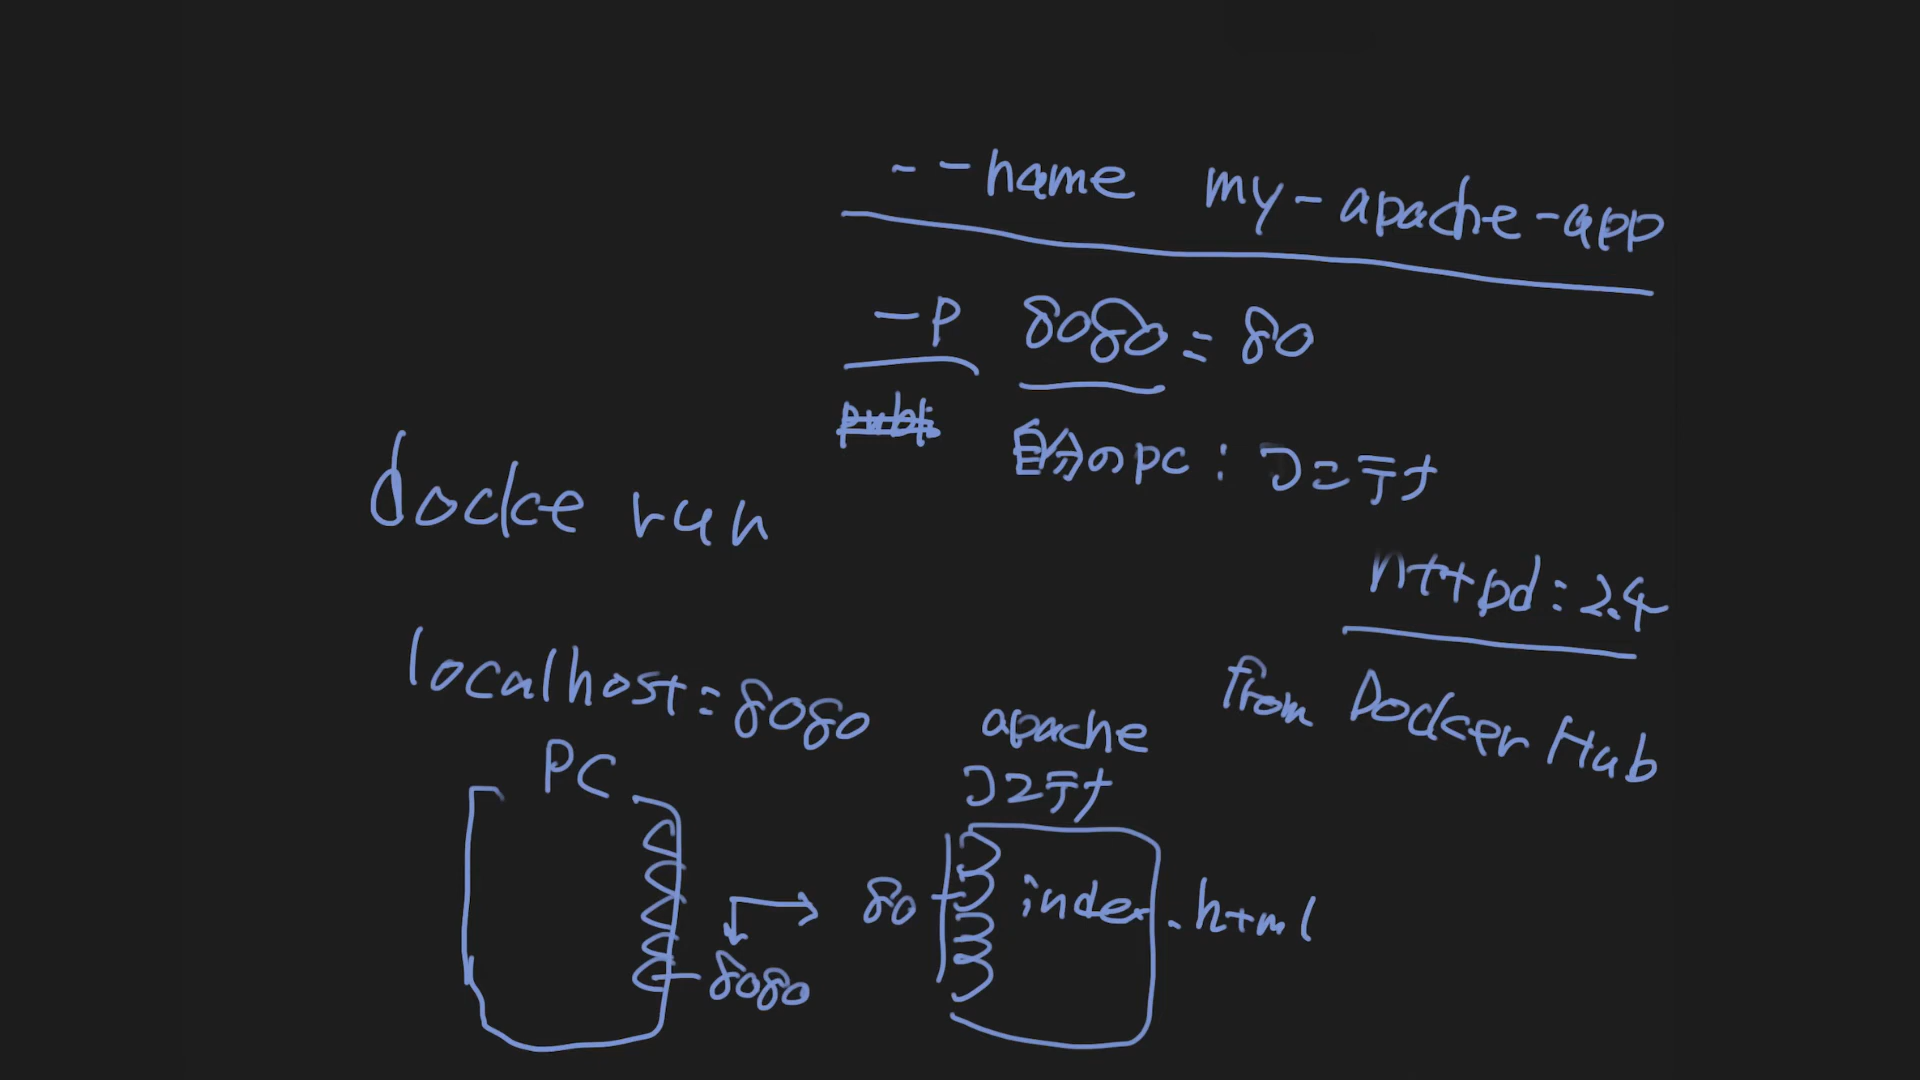 --name my-apache-app
-p 8080:80
publ
自分のpc:コンテナ
docke run
httpd:2.4
from Docker Hub
localhost:8080
PC
apache
コンテナ
80
index.html
8080